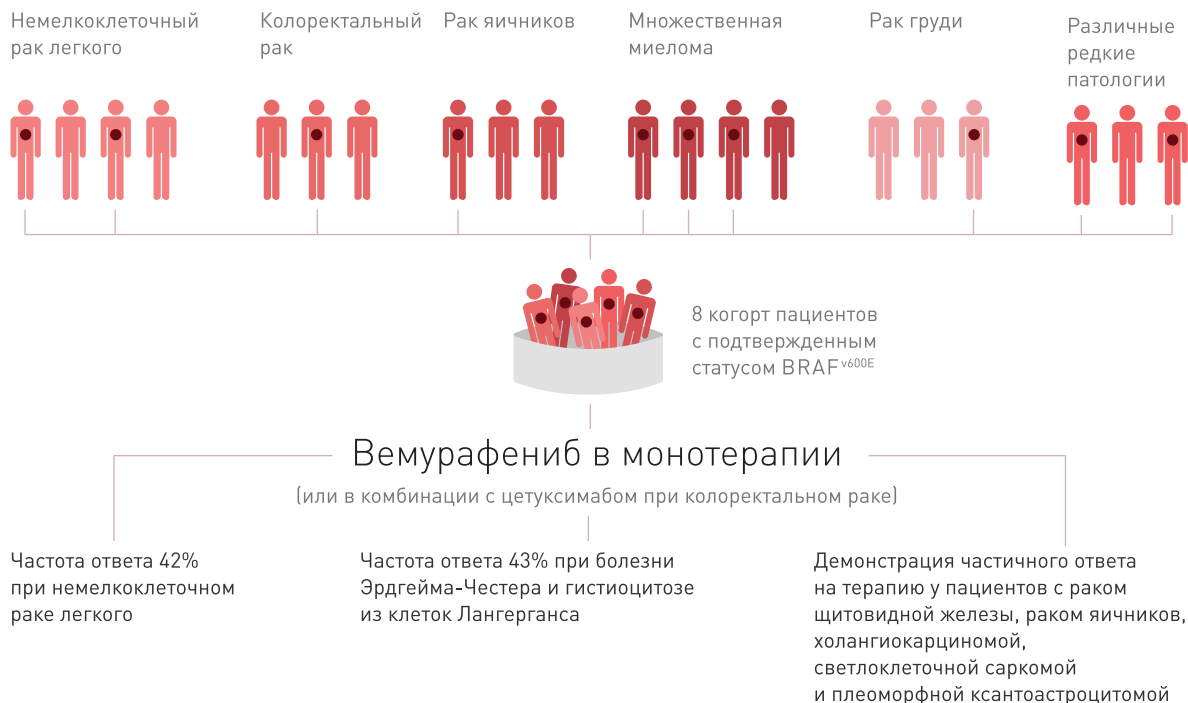 Немелкоклеточный
рак легкого
Колоректальный
рак
Рак яичников
Множественная
миелома
Рак груди
Различные
редкие
патологии
8 когорт пациентов
с подтвержденным
статусом BRAF v600E
Вемурафениб в монотерапии
(или в комбинации с цетуксимабом при колоректальном раке)
Частота ответа 42%
при немелкоклеточном
раке легкого
Частота ответа 43% при болезни
Эрдгейма-Честера и гистиоцитозе
из клеток Лангерганса
Демонстрация частичного ответа
на терапию у пациентов с раком
щитовидной железы, раком яичников,
холангиокарциномой,
светлоклеточной саркомой
и плеоморфной ксантоастроцитомой